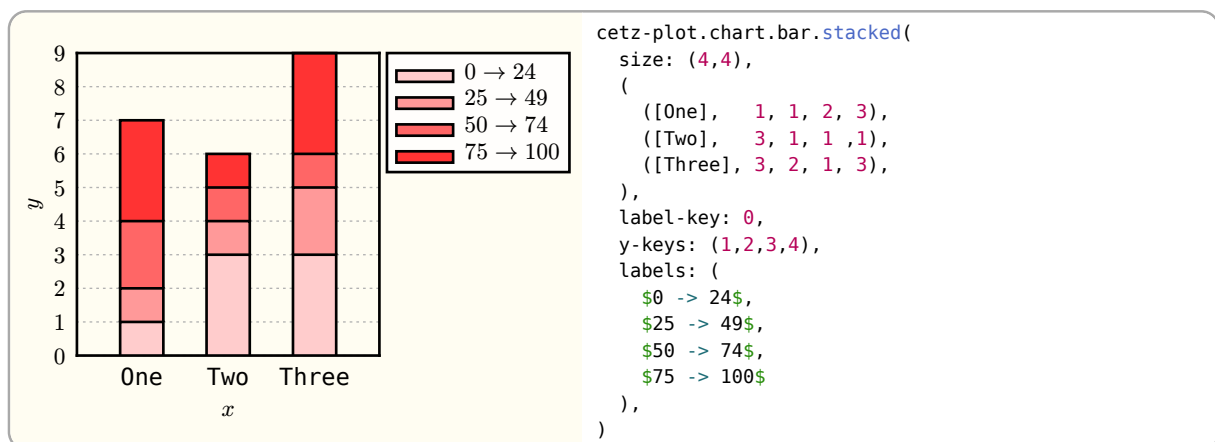 9
8
7
6
5
4
3
2
1
0
y
One Two Three
x
0 → 24
25 → 49
50 → 74
75 → 100
cetz-plot.chart.bar.stacked(
  size: (4,4),
  (
    ([One],   1, 1, 2, 3),
    ([Two],   3, 1, 1 ,1),
    ([Three], 3, 2, 1, 3),
  ),
  label-key: 0,
  y-keys: (1,2,3,4),
  labels: (
    $0 -> 24$,
    $25 -> 49$,
    $50 -> 74$,
    $75 -> 100$
  ),
)